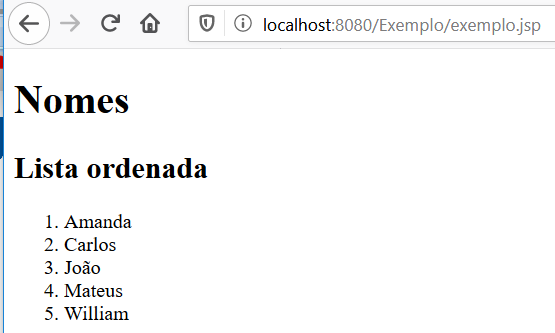 localhost:8080/Exemplo/exemplo.jsp
Nomes
Lista ordenada
1. Amanda
2. Carlos
3. João
4. Mateus
5. William